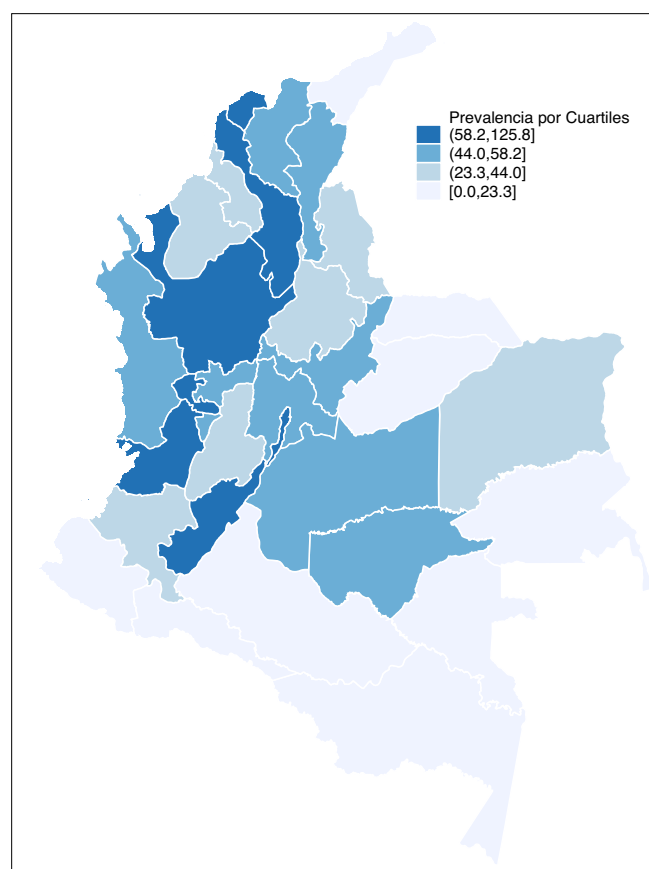 Prevalencia por Cuartiles
(58.2,125.8]
(44.0,58.2]
(23.3,44.0]
[0.0,23.3]